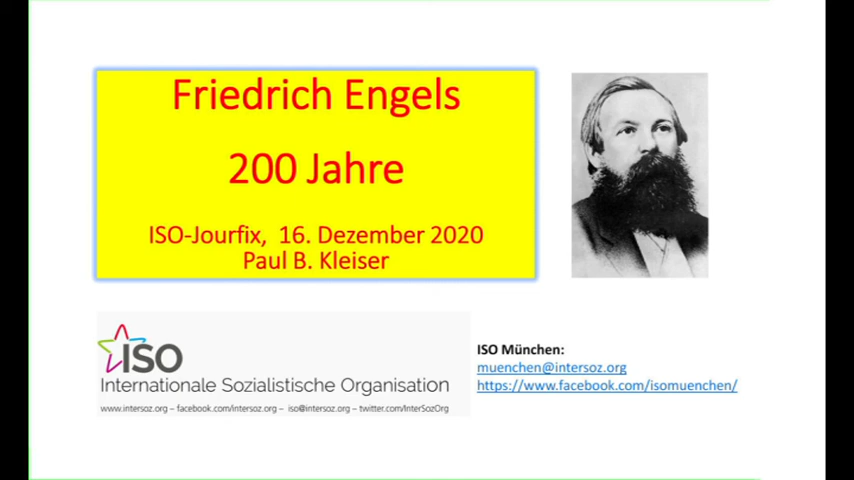 Friedrich Engels
200 Jahre
ISO-Jourfix, 16. Dezember 2020
Paul B. Kleiser
ISO
Internationale Sozialistische Organisation
www.intersoz.org – facebook.com/intersoz.org – iso@intersoz.org – twitter.com/InterSozOrg
ISO München:
muenchen@intersoz.org
https://www.facebook.com/isomuenchen/